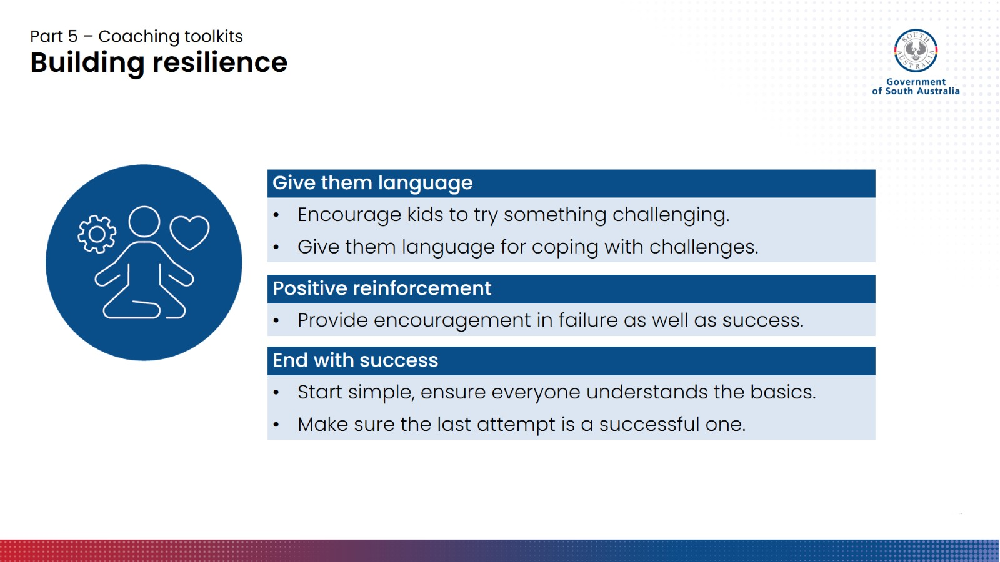 Part 5 – Coaching toolkits
Building resilience
SOUTH AUSTRALIA
Government
of South Australia
Give them language
• Encourage kids to try something challenging.
• Give them language for coping with challenges.
Positive reinforcement
• Provide encouragement in failure as well as success.
End with success
• Start simple, ensure everyone understands the basics.
• Make sure the last attempt is a successful one.